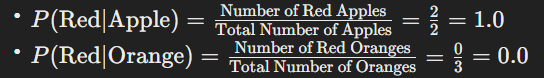 • P(Red|Apple) = Number of Red Apples / Total Number of Apples = 2/2 = 1.0
• P(Red|Orange) = Number of Red Oranges / Total Number of Oranges = 0/3 = 0.0